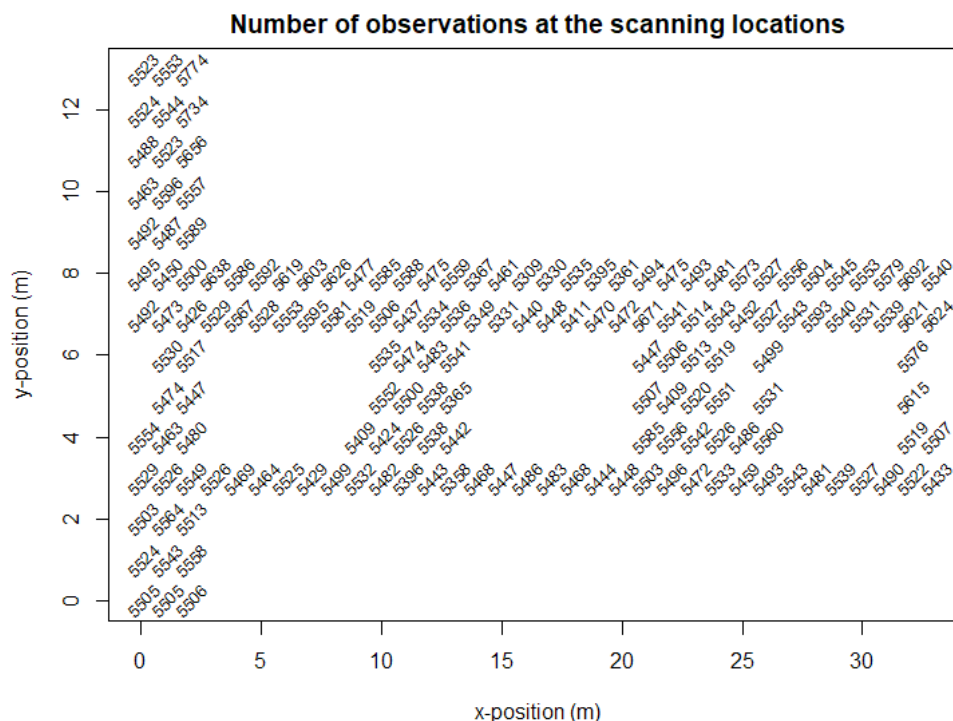 Number of observations at the scanning locations
5523 5553 5774
12
5524 5544 5734
5488 5523 5656
10
5463 5596 5557
5492 5487 5589
8
5495 5450 5500 5638 5586 5592 5619 5603 5626 5477 5585 5588 5475 5559 5367 5461 5309 5330 5535 5395 5361 5494 5475 5493 5481 5573 5527 5556 5504 5545 5553 5579 5692 5540
5492 5473 5426 5529 5567 5528 5553 5595 5581 5519 5506 5437 5534 5536 5349 5331 5440 5448 5411 5470 5472 5671 5541 5514 5543 5452 5527 5543 5593 5540 5531 5539 5621 5624
6
5530 5517 5535 5474 5483 5541 5447 5506 5513 5519 5499 5576
y-position (m)
5474 5447 5552 5500 5538 5365 5507 5409 5520 5551 5531 5615
4
5554 5463 5480 5409 5424 5526 5538 5442 5585 5556 5542 5526 5486 5560 5519 5507
5529 5526 5549 5526 5469 5464 5525 5429 5499 5532 5482 5396 5443 5358 5468 5447 5486 5483 5468 5444 5448 5503 5496 5472 5533 5459 5493 5543 5481 5539 5527 5490 5522 5433
2
5503 5564 5513
5524 5543 5558
0
5505 5505 5506
0 5 10 15 20 25 30
x-position (m)